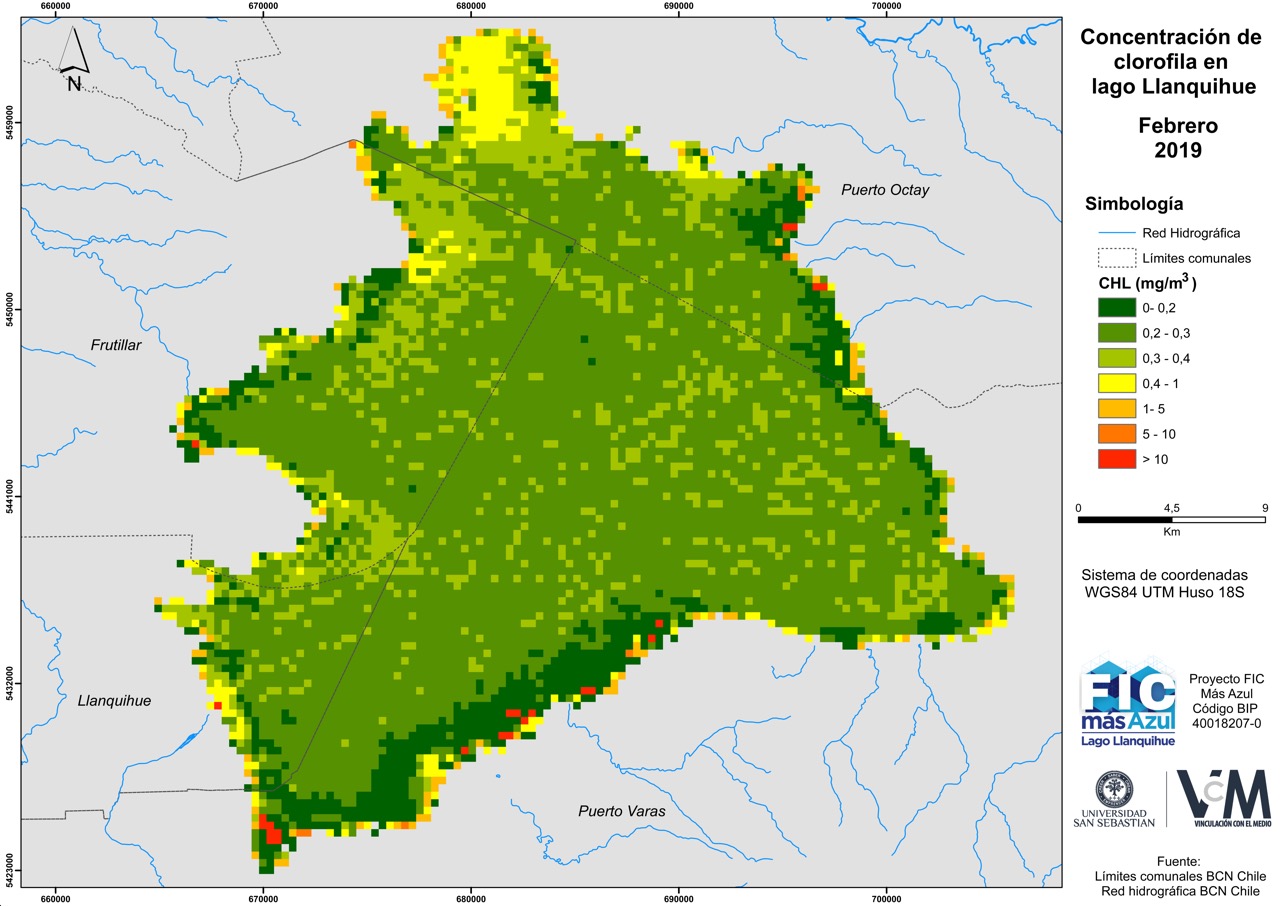 660000
670000
680000
690000
700000
Concentración de
clorofila en
lago Llanquihue
Febrero
2019
N
5459000
5450000
5441000
5432000
5423000
Puerto Octay
Frutillar
Llanquihue
Puerto Varas
Simbología
Red Hidrográfica
Límites comunales
CHL (mg/m³ )
0- 0,2
0,2 - 0,3
0,3 - 0,4
0,4 - 1
1- 5
5 - 10
> 10
0 4,5 9
Km
Sistema de coordenadas
WGS84 UTM Huso 18S
FIC
más Azul
Lago Llanquihue
Proyecto FIC
Más Azul
Código BIP
40018207-0
UNIVERSIDAD
SAN SEBASTIAN
VCM
VINCULACIÓN CON EL MEDIO
Fuente:
Límites comunales BCN Chile
Red hidrográfica BCN Chile
660000
670000
680000
690000
700000